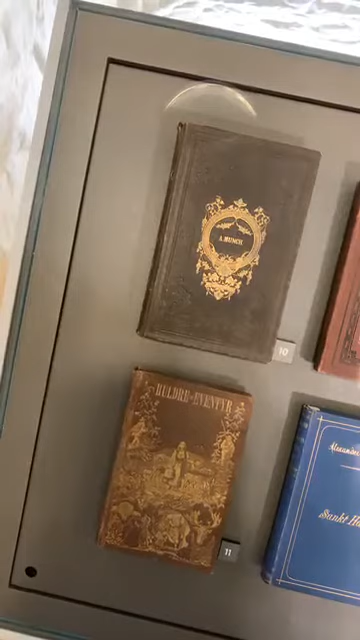 A. MUNCH.
10
HULDRE-EVENTYR
11
Alexander
Sankt